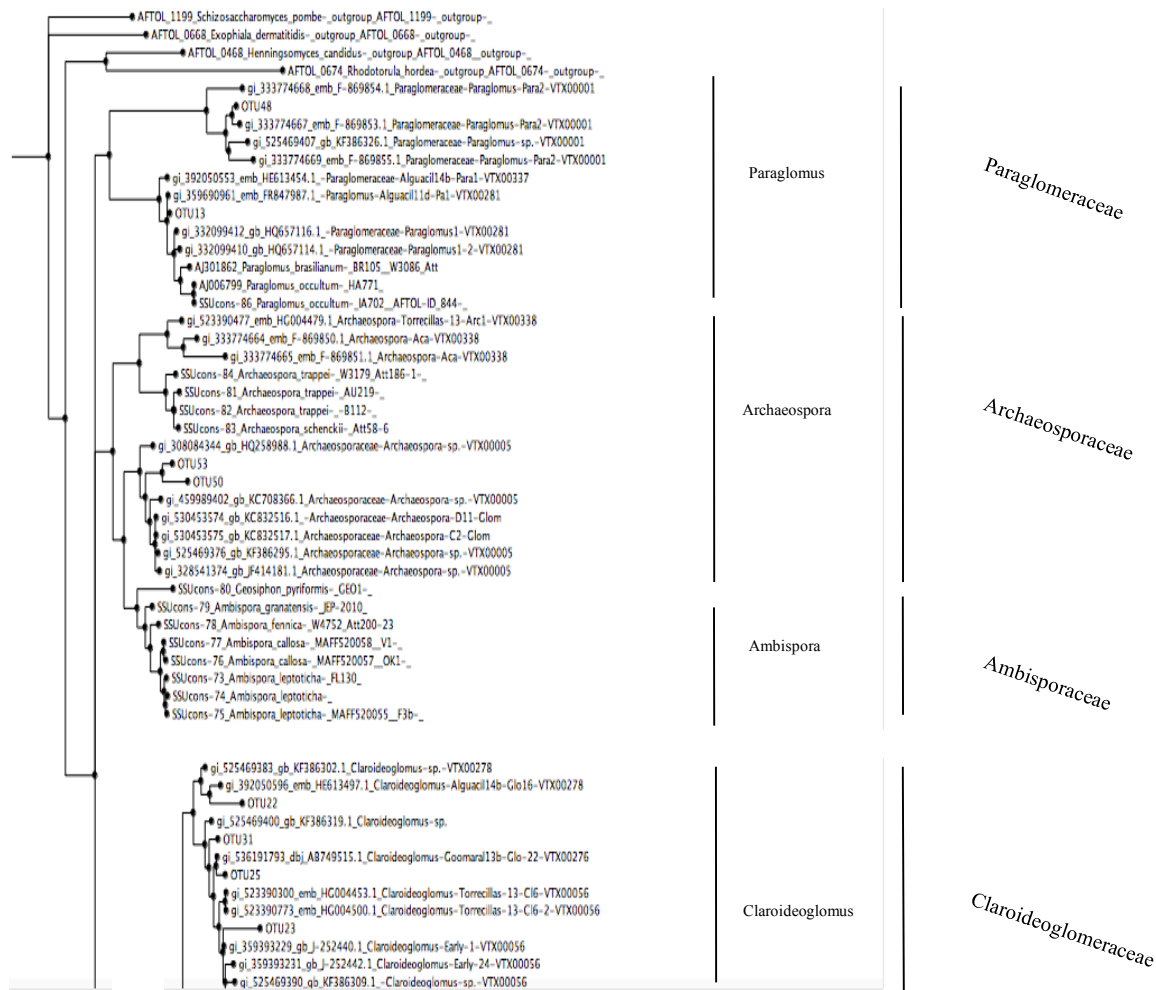 AFTOL_1199_Schizosaccharomyces_pombe-_outgroup_AFTOL_1199-_outgroup-_
AFTOL_0668_Exophiala_dermatitidis-_outgroup_AFTOL_0668-_outgroup-_
AFTOL_0468_Henningsomyces_candidus-_outgroup_AFTOL_0468__outgroup-_
AFTOL_0674_Rhodotorula_hordea-_outgroup_AFTOL_0674-_outgroup-_
gi_333774668_emb_F-869854.1_Paraglomeraceae-Paraglomus-Para2-VTX00001
OTU48
gi_333774667_emb_F-869853.1_Paraglomeraceae-Paraglomus-Para2-VTX00001
gi_525469407_gb_KF386326.1_Paraglomeraceae-Paraglomus-sp.-VTX00001
gi_333774669_emb_F-869855.1_Paraglomeraceae-Paraglomus-Para2-VTX00001
Paraglomus
Paraglomeraceae
gi_392050553_emb_HE613454.1_-Paraglomeraceae-Alguacil14b-Para1-VTX00337
gi_359690961_emb_FR847987.1_-Paraglomus-Alguacil11d-Pa1-VTX00281
OTU13
gi_332099412_gb_HQ657116.1_-Paraglomeraceae-Paraglomus1-VTX00281
gi_332099410_gb_HQ657114.1_-Paraglomeraceae-Paraglomus1-2-VTX00281
AJ301862_Paraglomus_brasilianum-_BR105__W3086_Att
AJ006799_Paraglomus_occultum-_HA771_
SSUcons-86_Paraglomus_occultum-_IA702__AFTOL-ID_844-_
gi_523390477_emb_HG004479.1_Archaeospora-Torrecillas-13-Arc1-VTX00338
gi_333774664_emb_F-869850.1_Archaeospora-Aca-VTX00338
gi_333774665_emb_F-869851.1_Archaeospora-Aca-VTX00338
SSUcons-84_Archaeospora_trappei-_W3179_Att186-1-_
SSUcons-81_Archaeospora_trappei-_AU219-_
SSUcons-82_Archaeospora_trappei-_-B112-_
SSUcons-83_Archaeospora_schenckii-_Att58-6
Archaeospora
Archaeosporaceae
gi_308084344_gb_HQ258988.1_Archaeosporaceae-Archaeospora-sp.-VTX00005
OTU53
OTU50
gi_459989402_gb_KC708366.1_Archaeosporaceae-Archaeospora-sp.-VTX00005
gi_530453574_gb_KC832516.1_-Archaeosporaceae-Archaeospora-D11-Glom
gi_530453575_gb_KC832517.1_Archaeosporaceae-Archaeospora-C2-Glom
gi_525469376_gb_KF386295.1_Archaeosporaceae-Archaeospora-sp.-VTX00005
gi_328541374_gb_JF414181.1_Archaeosporaceae-Archaeospora-sp.-VTX00005
SSUcons-80_Geosiphon_pyriformis-_GEO1-_
SSUcons-79_Ambispora_granatensis-_JEP-2010_
SSUcons-78_Ambispora_fennica-_W4752_Att200-23
SSUcons-77_Ambispora_callosa-_MAFF520058__V1-_
SSUcons-76_Ambispora_callosa-_MAFF520057__OK1-_
SSUcons-73_Ambispora_leptoticha-_FL130_
SSUcons-74_Ambispora_leptoticha-_
SSUcons-75_Ambispora_leptoticha-_MAFF520055__F3b-_
Ambispora
Ambisporaceae
gi_525469383_gb_KF386302.1_Claroideoglomus-sp.-VTX00278
gi_392050596_emb_HE613497.1_Claroideoglomus-Alguacil14b-Glo16-VTX00278
OTU22
gi_525469400_gb_KF386319.1_Claroideoglomus-sp.
OTU31
gi_536191793_dbj_AB749515.1_Claroideoglomus-Goomaral13b-Glo-22-VTX00276
OTU25
gi_523390300_emb_HG004453.1_Claroideoglomus-Torrecillas-13-Cl6-VTX00056
gi_523390773_emb_HG004500.1_Claroideoglomus-Torrecillas-13-Cl6-2-VTX00056
OTU23
gi_359393229_gb_J-252440.1_Claroideoglomus-Early-1-VTX00056
gi_359393231_gb_J-252442.1_Claroideoglomus-Early-24-VTX00056
gi_525469390_gb_KF386309.1_-Claroideoglomus-sp.-VTX00056
Claroideoglomus
Claroideoglomeraceae